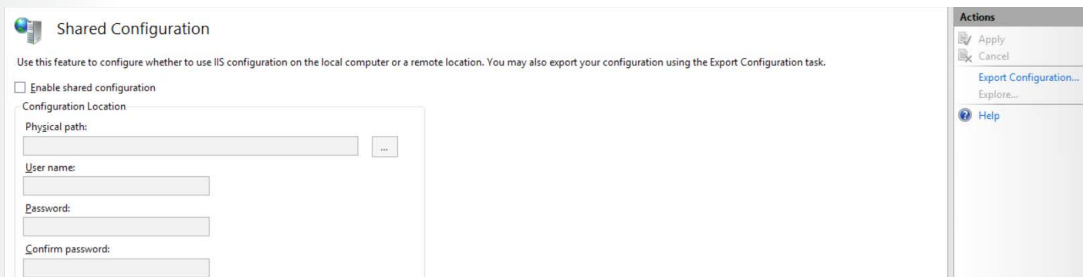 Shared Configuration
Use this feature to configure whether to use IIS configuration on the local computer or a remote location. You may also export your configuration using the Export Configuration task.
Enable shared configuration
Configuration Location
Physical path:
...
User name:
Password:
Confirm password:
Actions
Apply
Cancel
Export Configuration...
Explore...
Help